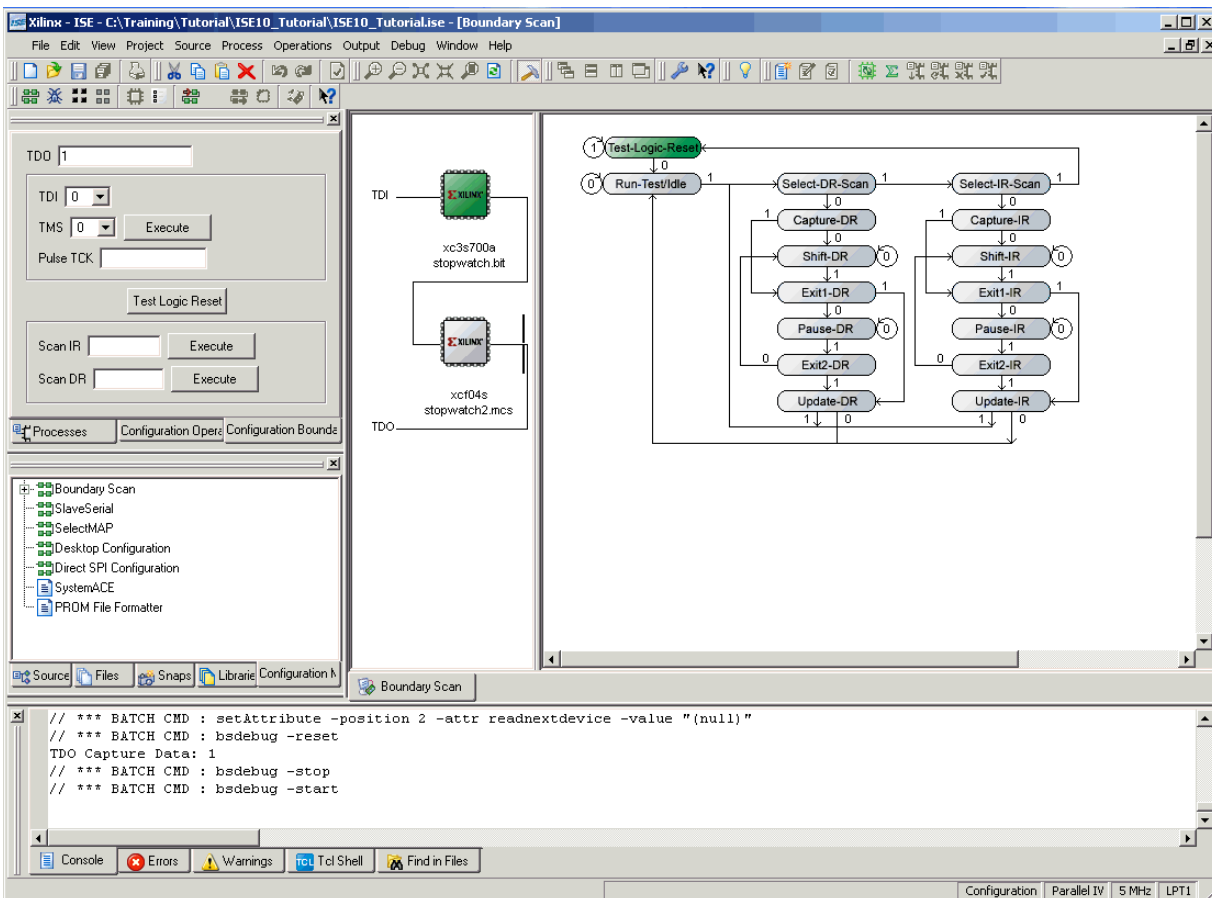 Xilinx - ISE - C:\Training\Tutorial\ISE10_Tutorial\ISE10_Tutorial.ise - [Boundary Scan]
File Edit View Project Source Process Operations Output Debug Window Help
TDO 1
TDI 0
TMS 0 Execute
Pulse TCK
Test Logic Reset
Scan IR Execute
Scan DR Execute
Processes Configuration Opera Configuration Bounda
Boundary Scan
SlaveSerial
SelectMAP
Desktop Configuration
Direct SPI Configuration
SystemACE
PROM File Formatter
Source Files Snaps Librarie Configuration M
TDI
XILINX
xc3s700a
stopwatch.bit
XILINX
xcf04s
stopwatch2.mcs
TDO
1 Test-Logic-Reset
0
0 Run-Test/Idle 1 Select-DR-Scan 1 Select-IR-Scan 1
0 0
1 Capture-DR 1 Capture-IR
0 0
Shift-DR 0 Shift-IR 0
1 1
Exit1-DR 1 Exit1-IR 1
0 0
Pause-DR 0 Pause-IR 0
1 1
0 Exit2-DR 0 Exit2-IR
1 1
Update-DR Update-IR
1 0 1 0
Boundary Scan
// *** BATCH CMD : setAttribute -position 2 -attr readnextdevice -value "(null)"
// *** BATCH CMD : bsdebug -reset
TDO Capture Data: 1
// *** BATCH CMD : bsdebug -stop
// *** BATCH CMD : bsdebug -start
Console Errors Warnings TCL Tcl Shell Find in Files
Configuration Parallel IV 5 MHz LPT1